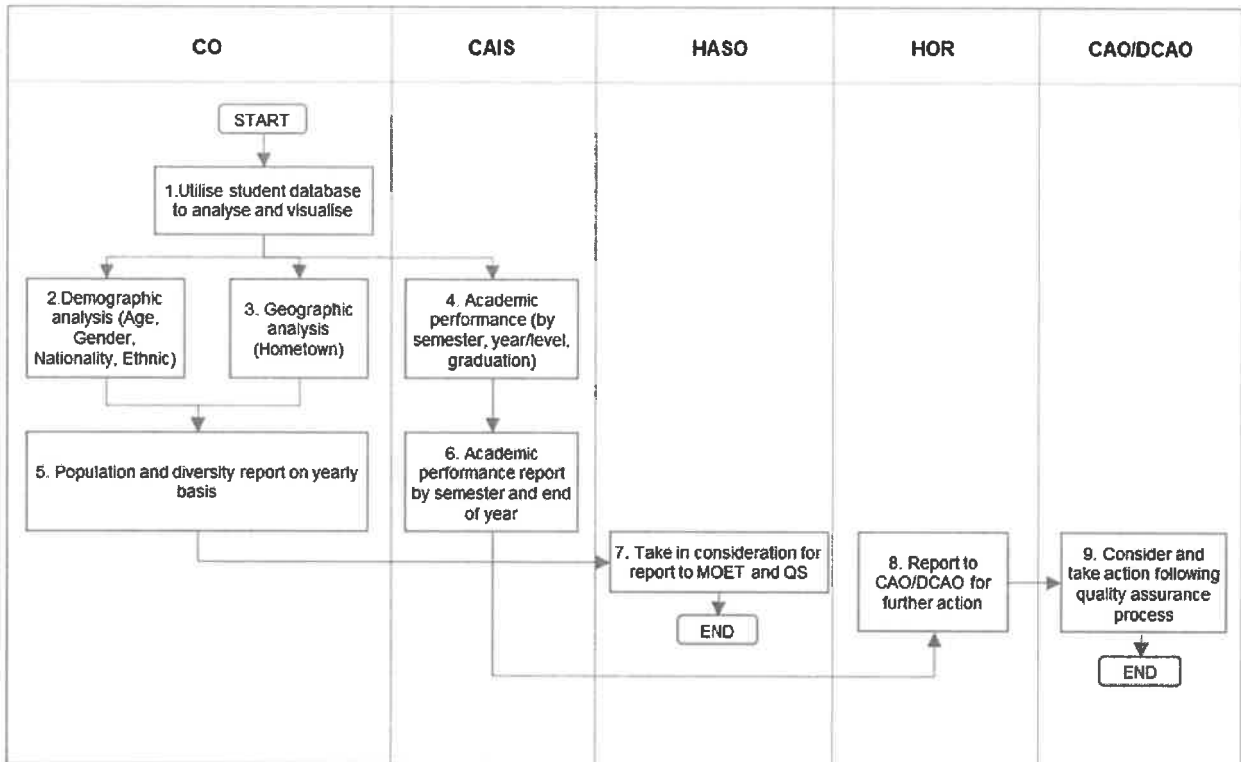 CO
CAIS
HASO
HOR
CAO/DCAO
START
1.Utilise student database
to analyse and visualise
2.Demographic
analysis (Age,
Gender,
Nationality, Ethnic)
3. Geographic
analysis
(Hometown)
4. Academic
performance (by
semester, year/level,
graduation)
5. Population and diversity report on yearly
basis
6. Academic
performance report
by semester and end
of year
7. Take in consideration for
report to MOET and QS
END
8. Report to
CAO/DCAO for
further action
9. Consider and
take action following
quality assurance
process
END